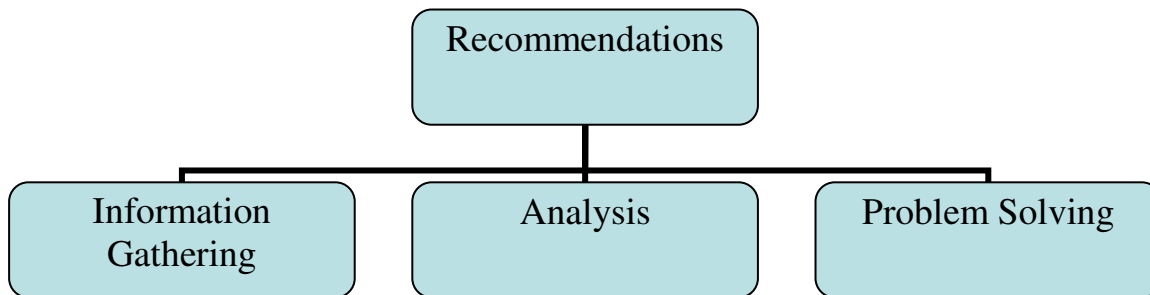 Recommendations
Information
Gathering
Analysis
Problem Solving